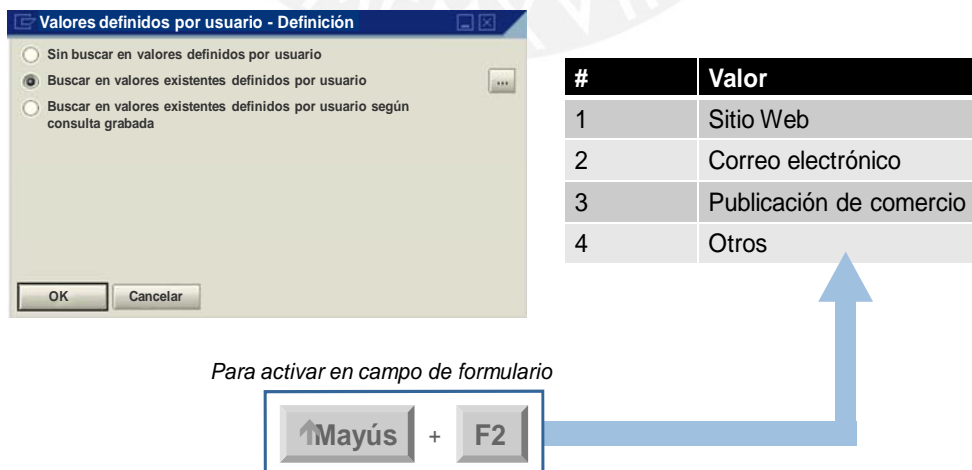 Valores definidos por usuario - Definición
Sin buscar en valores definidos por usuario
Buscar en valores existentes definidos por usuario
...
Buscar en valores existentes definidos por usuario según
consulta grabada
OK Cancelar
# Valor
1 Sitio Web
2 Correo electrónico
3 Publicación de comercio
4 Otros
Para activar en campo de formulario
Mayús + F2